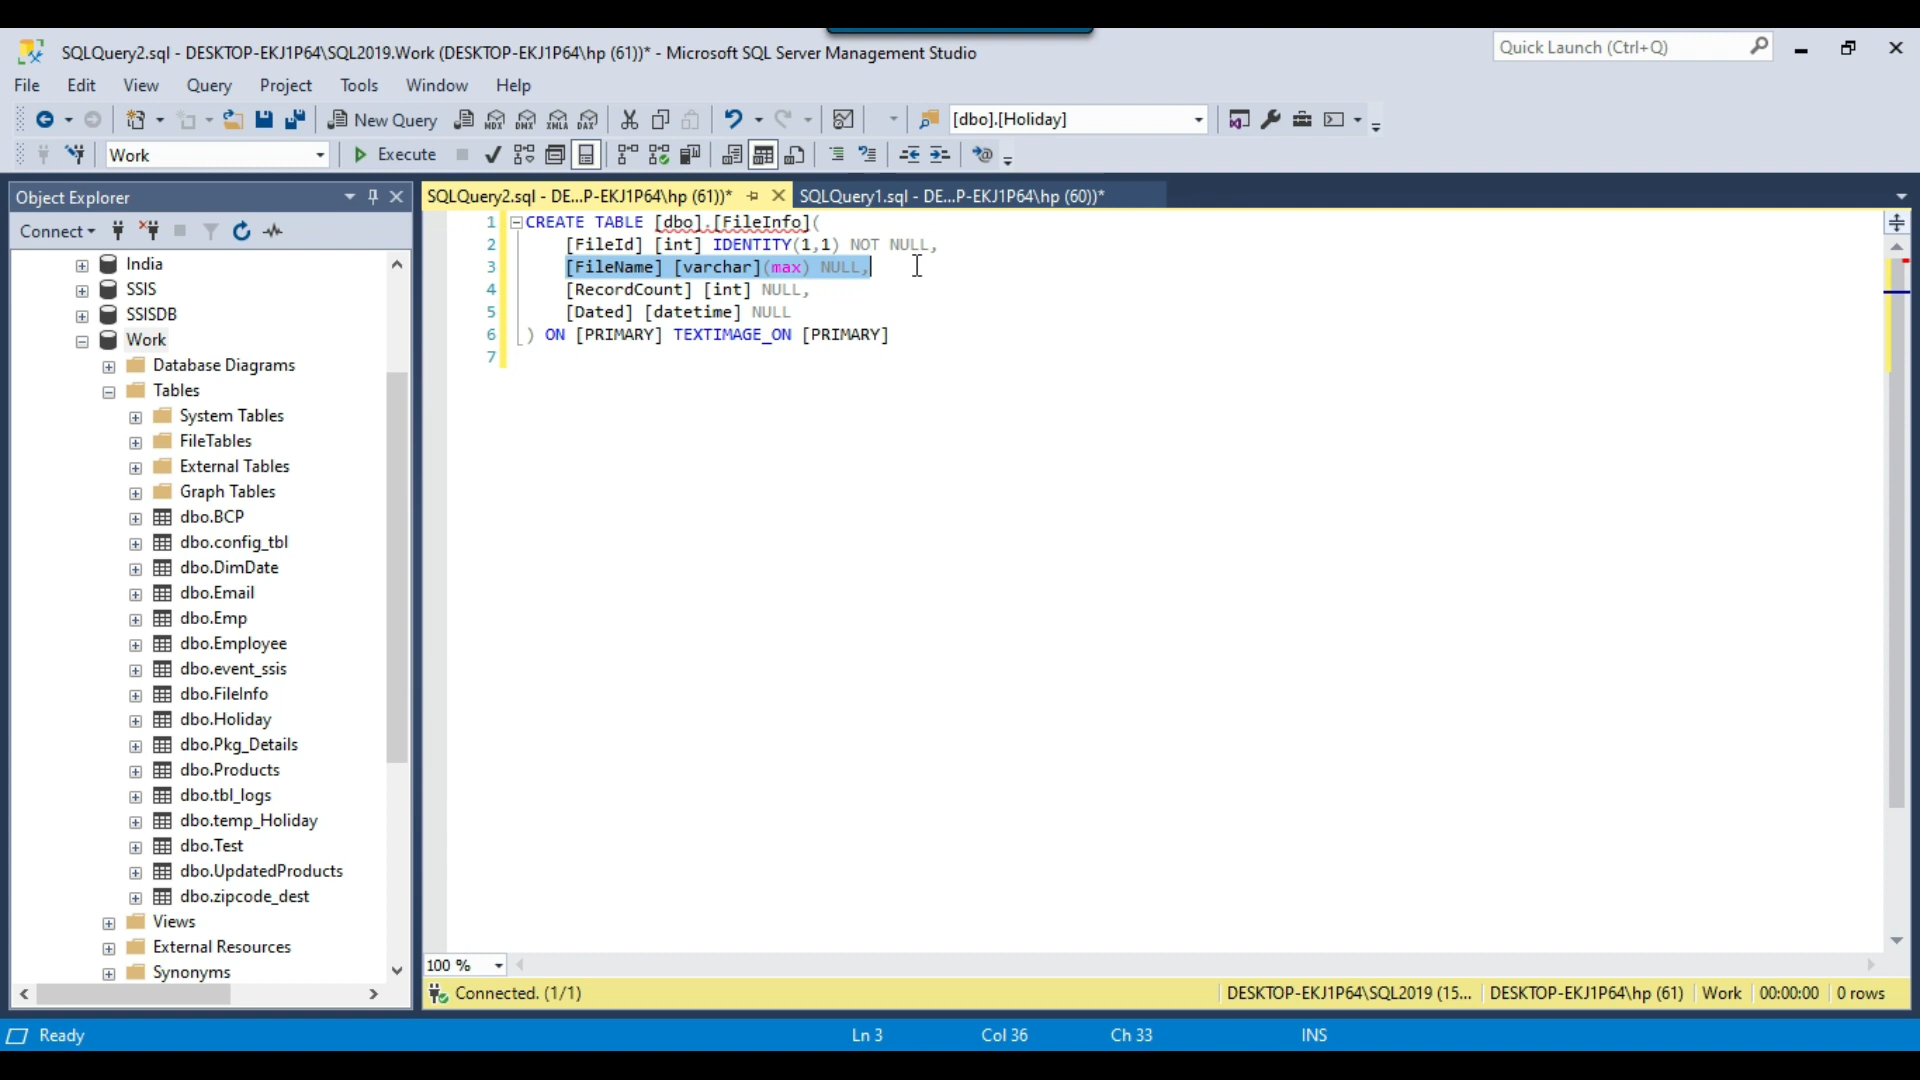 SQLQuery2.sql - DESKTOP-EKJ1P64\SQL2019.Work (DESKTOP-EKJ1P64\hp (61))* - Microsoft SQL Server Management Studio
Quick Launch (Ctrl+Q)
File Edit View Query Project Tools Window Help
New Query
MDX DMX XMLA DAX
[dbo].[Holiday]
Work
Execute
Object Explorer
SQLQuery2.sql - DE...P-EKJ1P64\hp (61))*
SQLQuery1.sql - DE...P-EKJ1P64\hp (60))*
Connect
India
SSIS
SSISDB
Work
Database Diagrams
Tables
System Tables
FileTables
External Tables
Graph Tables
dbo.BCP
dbo.config_tbl
dbo.DimDate
dbo.Email
dbo.Emp
dbo.Employee
dbo.event_ssis
dbo.FileInfo
dbo.Holiday
dbo.Pkg_Details
dbo.Products
dbo.tbl_logs
dbo.temp_Holiday
dbo.Test
dbo.UpdatedProducts
dbo.zipcode_dest
Views
External Resources
Synonyms
1 CREATE TABLE [dbo].[FileInfo](
2 [FileId] [int] IDENTITY(1,1) NOT NULL,
3 [FileName] [varchar](max) NULL,
4 [RecordCount] [int] NULL,
5 [Dated] [datetime] NULL
6 ) ON [PRIMARY] TEXTIMAGE_ON [PRIMARY]
7
100 %
Connected. (1/1)
DESKTOP-EKJ1P64\SQL2019 (15... DESKTOP-EKJ1P64\hp (61) Work 00:00:00 0 rows
Ready
Ln 3 Col 36 Ch 33 INS